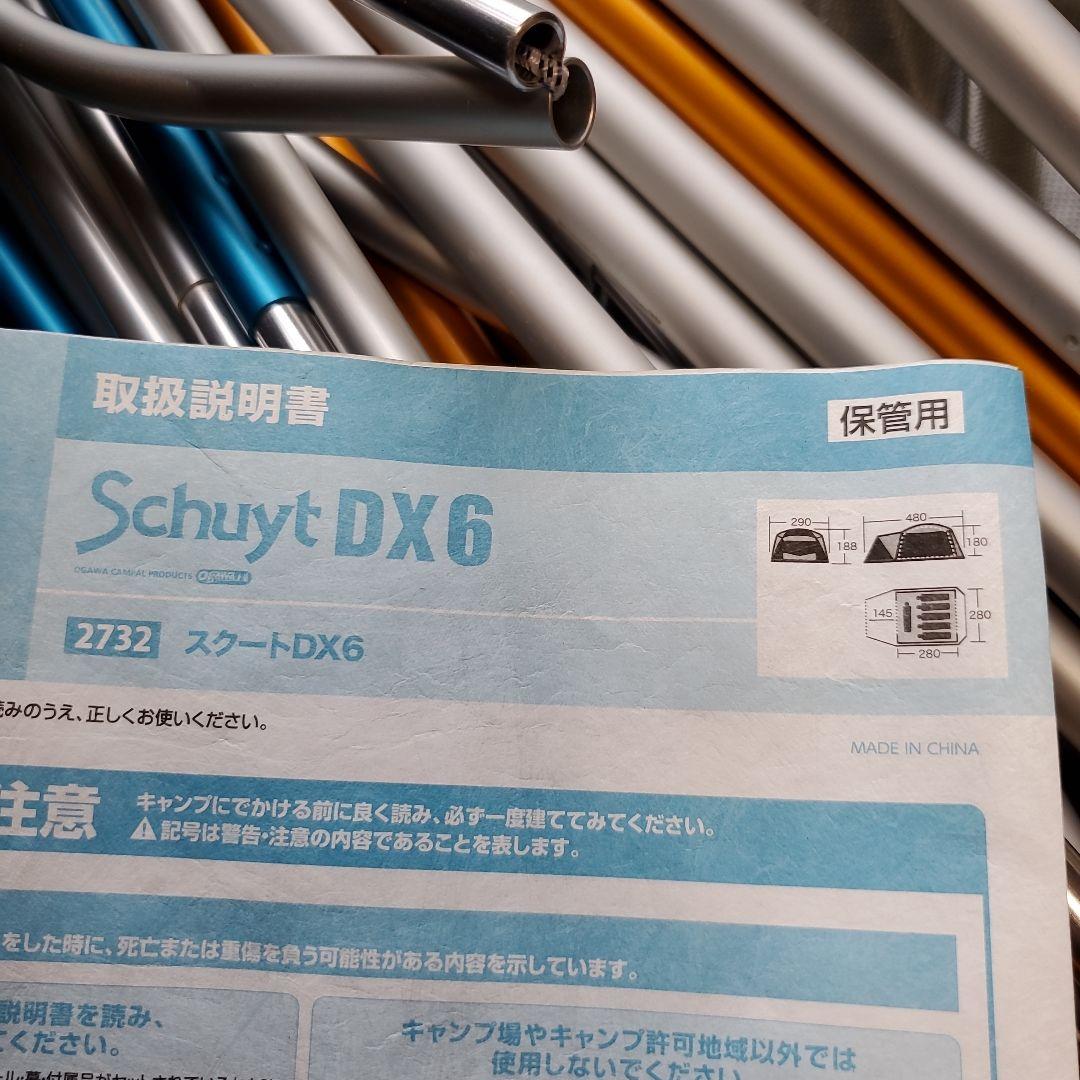 取扱説明書
保管用
Schuyt DX6
OGAWA CAMPAL PRODUCTS
2732 スクートDX6
290
188
480
180
145
280
280
読みのうえ、正しくお使いください。
MADE IN CHINA
注意
キャンプにでかける前に良く読み、必ず一度建ててみてください。
記号は警告・注意の内容であることを表します。
をした時に、死亡または重傷を負う可能性がある内容を示しています。
説明書を読み、
ください。
キャンプ場やキャンプ許可地域以外では
使用しないでください。